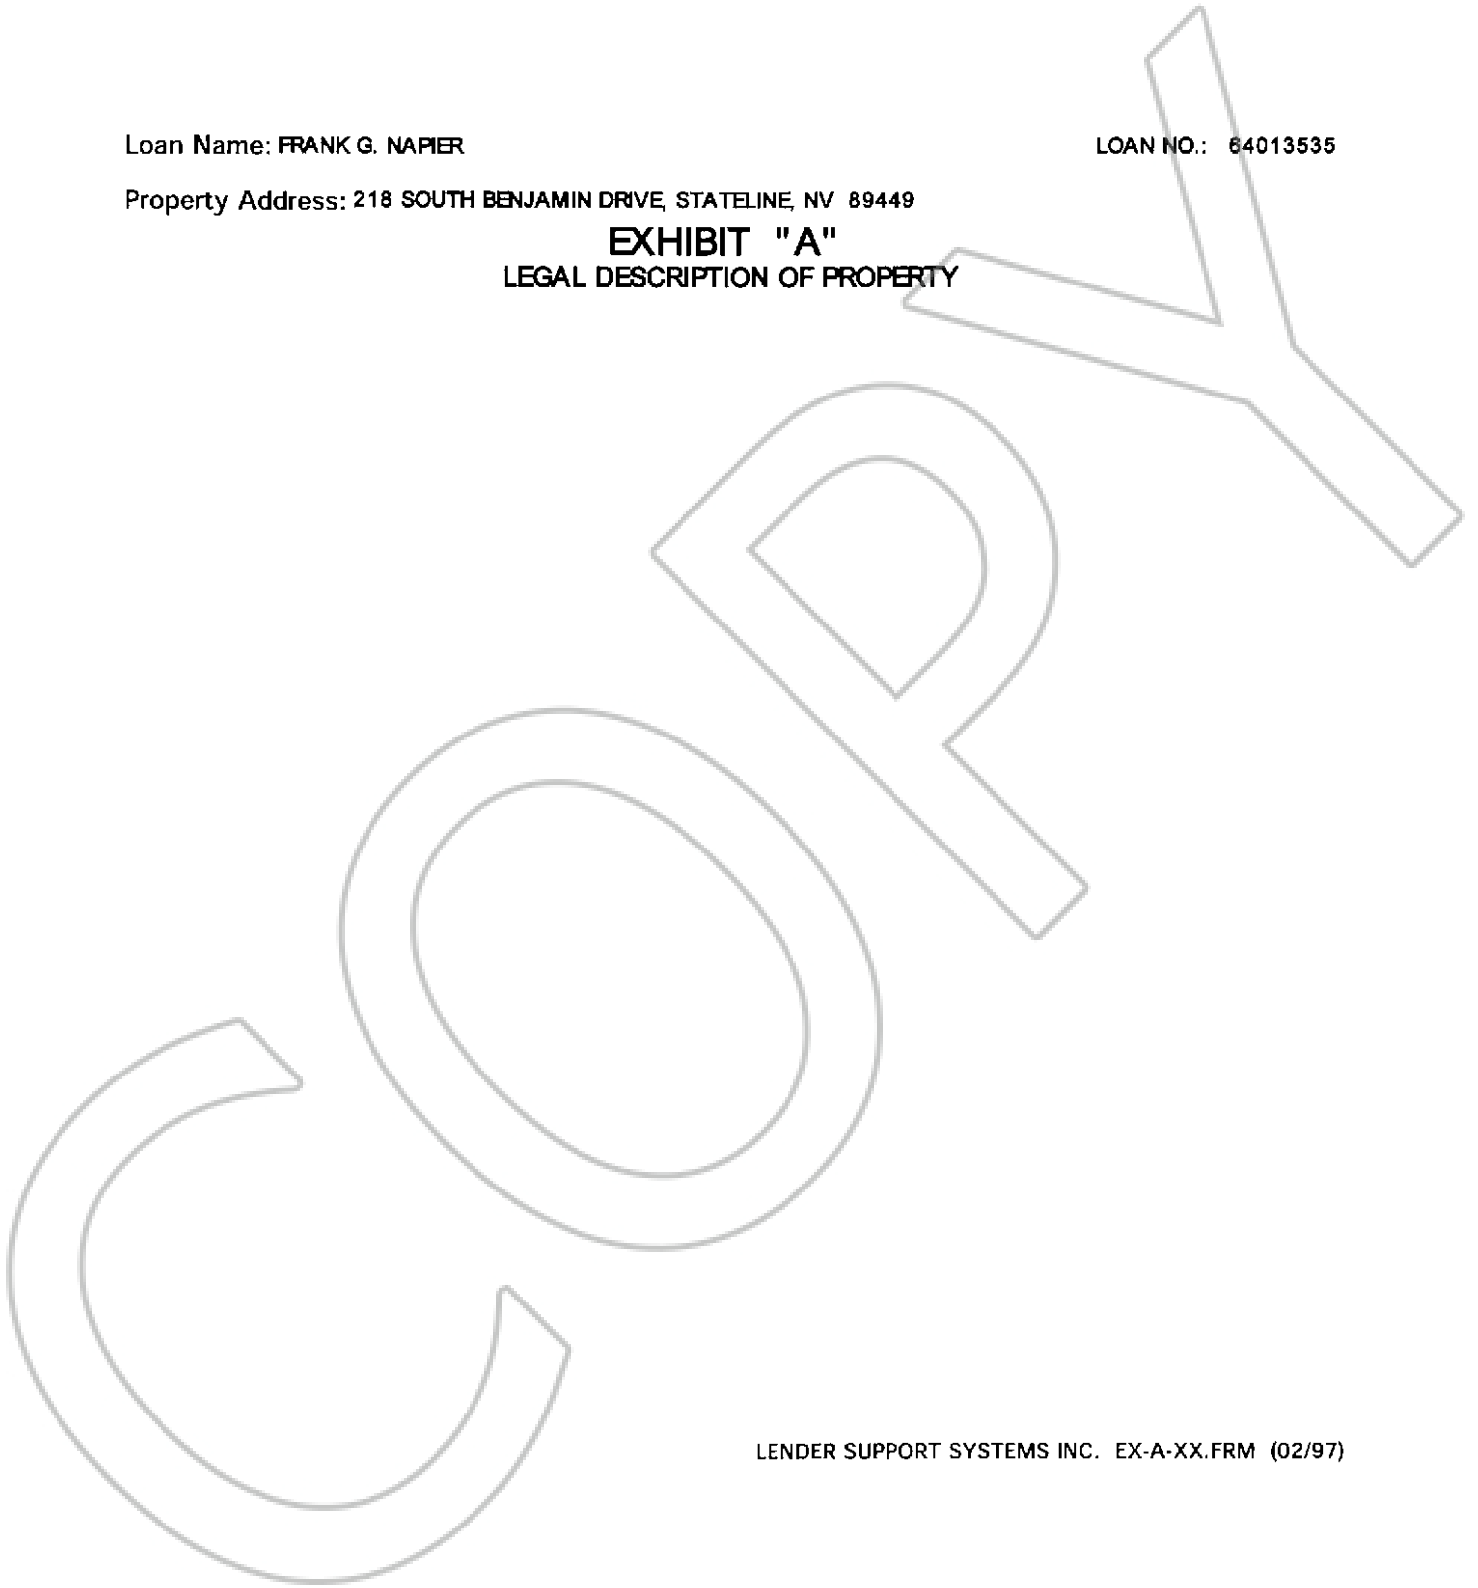 Loan Name: FRANK G. NAPIER LOAN NO.: 64013535
Property Address: 218 SOUTH BENJAMIN DRIVE, STATELINE, NV 89449
EXHIBIT "A"
LEGAL DESCRIPTION OF PROPERTY
COPY
LENDER SUPPORT SYSTEMS INC. EX-A-XX.FRM (02/97)